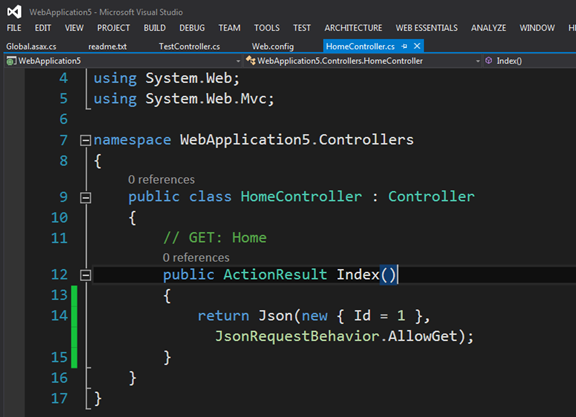 WebApplication5 - Microsoft Visual Studio
FILE EDIT VIEW PROJECT BUILD DEBUG TEAM TOOLS TEST ARCHITECTURE WEB ESSENTIALS ANALYZE WINDOW
Global.asax.cs readme.txt TestController.cs Web.config HomeController.cs
WebApplication5 WebApplication5.Controllers.HomeController Index()
4 using System.Web;
5 using System.Web.Mvc;
6
7 namespace WebApplication5.Controllers
8 {
0 references
9 public class HomeController : Controller
10 {
11 // GET: Home
0 references
12 public ActionResult Index()
13 {
14 return Json(new { Id = 1 },
JsonRequestBehavior.AllowGet);
15 }
16 }
17 }